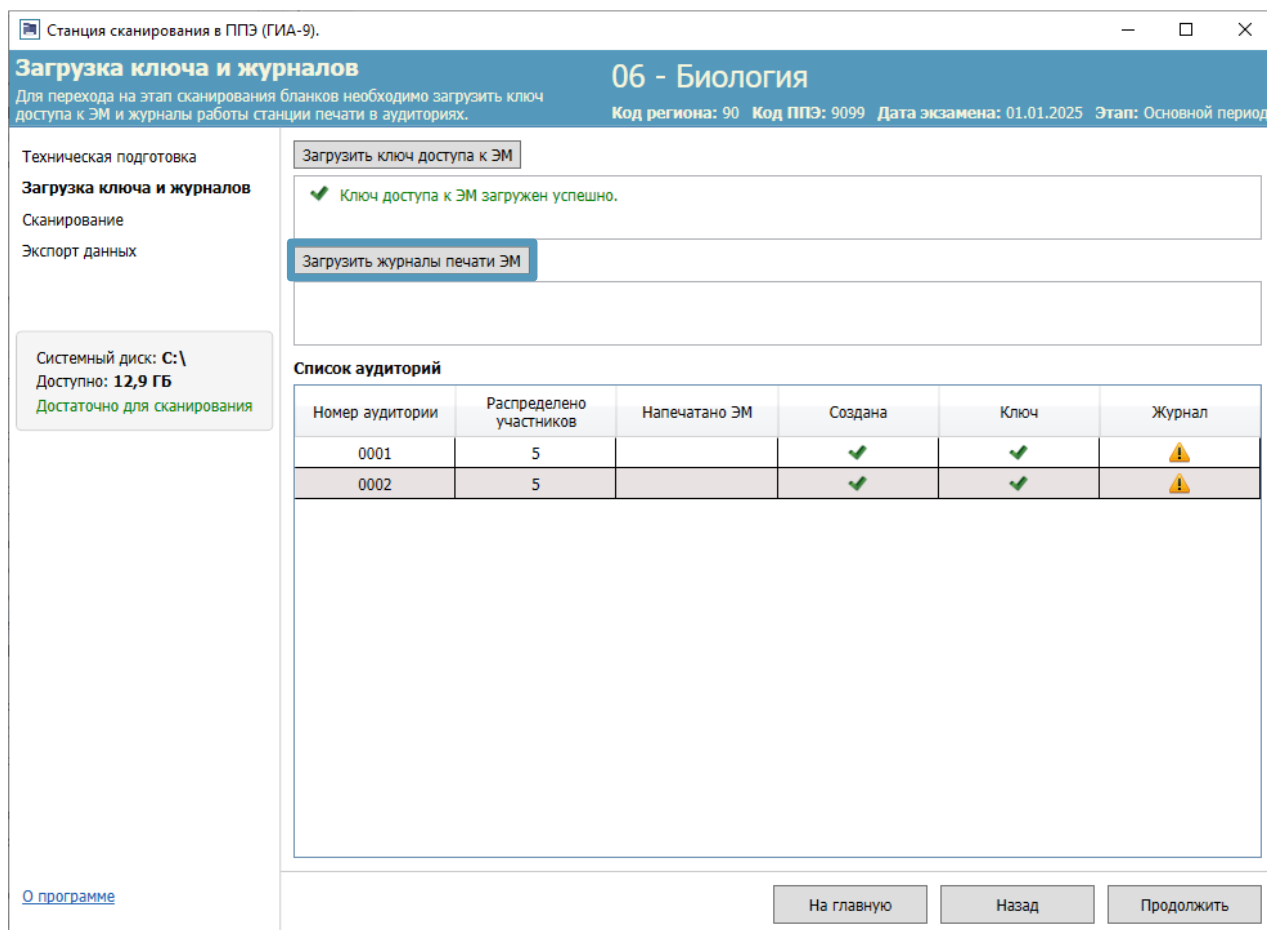 Станция сканирования в ППЭ (ГИА-9).
Загрузка ключа и журналов
Для перехода на этап сканирования бланков необходимо загрузить ключ
доступа к ЭМ и журналы работы станции печати в аудиториях.
06 - Биология
Код региона: 90 Код ППЭ: 9099 Дата экзамена: 01.01.2025 Этап: Основной период
Техническая подготовка
Загрузка ключа и журналов
Сканирование
Экспорт данных
Системный диск: C:\
Доступно: 12,9 ГБ
Достаточно для сканирования
Загрузить ключ доступа к ЭМ
Ключ доступа к ЭМ загружен успешно.
Загрузить журналы печати ЭМ
Список аудиторий
Номер аудитории Распределено участников Напечатано ЭМ Создана Ключ Журнал
0001 5
0002 5
О программе
На главную Назад Продолжить